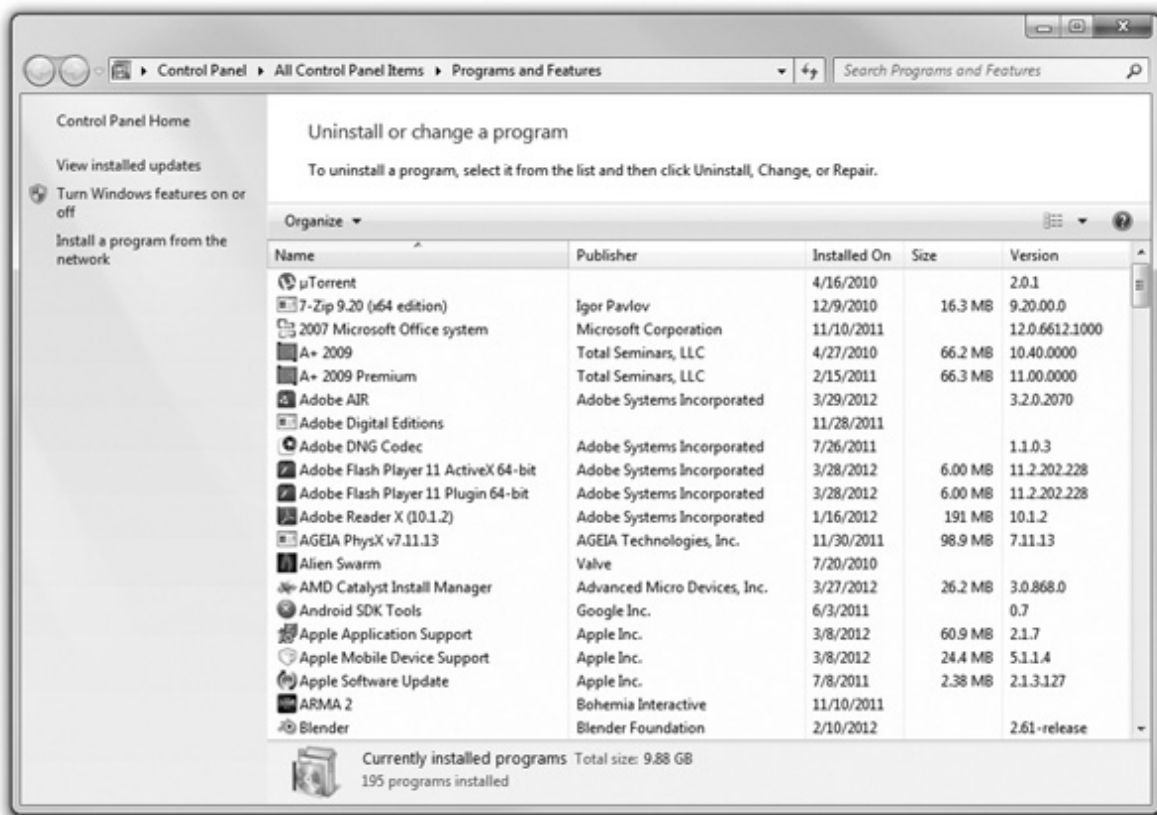 Control Panel ▸ All Control Panel Items ▸ Programs and Features
Search Programs and Features
Control Panel Home
View installed updates
Turn Windows features on or
off
Install a program from the
network
Uninstall or change a program
To uninstall a program, select it from the list and then click Uninstall, Change, or Repair.
Organize
Name Publisher Installed On Size Version
µTorrent 4/16/2010 2.0.1
7-Zip 9.20 (x64 edition) Igor Pavlov 12/9/2010 16.3 MB 9.20.00.0
2007 Microsoft Office system Microsoft Corporation 11/10/2011 12.0.6612.1000
A+ 2009 Total Seminars, LLC 4/27/2010 66.2 MB 10.40.0000
A+ 2009 Premium Total Seminars, LLC 2/15/2011 66.3 MB 11.00.0000
Adobe AIR Adobe Systems Incorporated 3/29/2012 3.2.0.2070
Adobe Digital Editions 11/28/2011
Adobe DNG Codec Adobe Systems Incorporated 7/26/2011 1.1.0.3
Adobe Flash Player 11 ActiveX 64-bit Adobe Systems Incorporated 3/28/2012 6.00 MB 11.2.202.228
Adobe Flash Player 11 Plugin 64-bit Adobe Systems Incorporated 3/28/2012 6.00 MB 11.2.202.228
Adobe Reader X (10.1.2) Adobe Systems Incorporated 1/16/2012 191 MB 10.1.2
AGEIA PhysX v7.11.13 AGEIA Technologies, Inc. 11/30/2011 98.9 MB 7.11.13
Alien Swarm Valve 7/20/2010
AMD Catalyst Install Manager Advanced Micro Devices, Inc. 3/27/2012 26.2 MB 3.0.868.0
Android SDK Tools Google Inc. 6/3/2011 0.7
Apple Application Support Apple Inc. 3/8/2012 60.9 MB 2.1.7
Apple Mobile Device Support Apple Inc. 3/8/2012 24.4 MB 5.1.1.4
Apple Software Update Apple Inc. 7/8/2011 2.38 MB 2.1.3.127
ARMA 2 Bohemia Interactive 11/10/2011
Blender Blender Foundation 2/10/2012 2.61-release
Currently installed programs Total size: 9.88 GB
195 programs installed